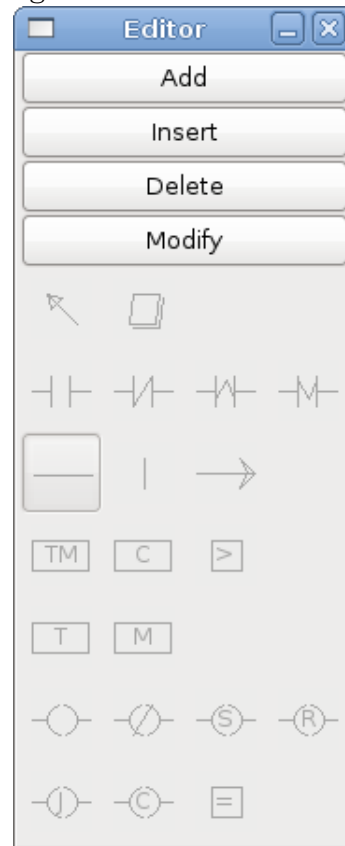 Editor
Add
Insert
Delete
Modify
M
TM C >
T M
S R
J C =